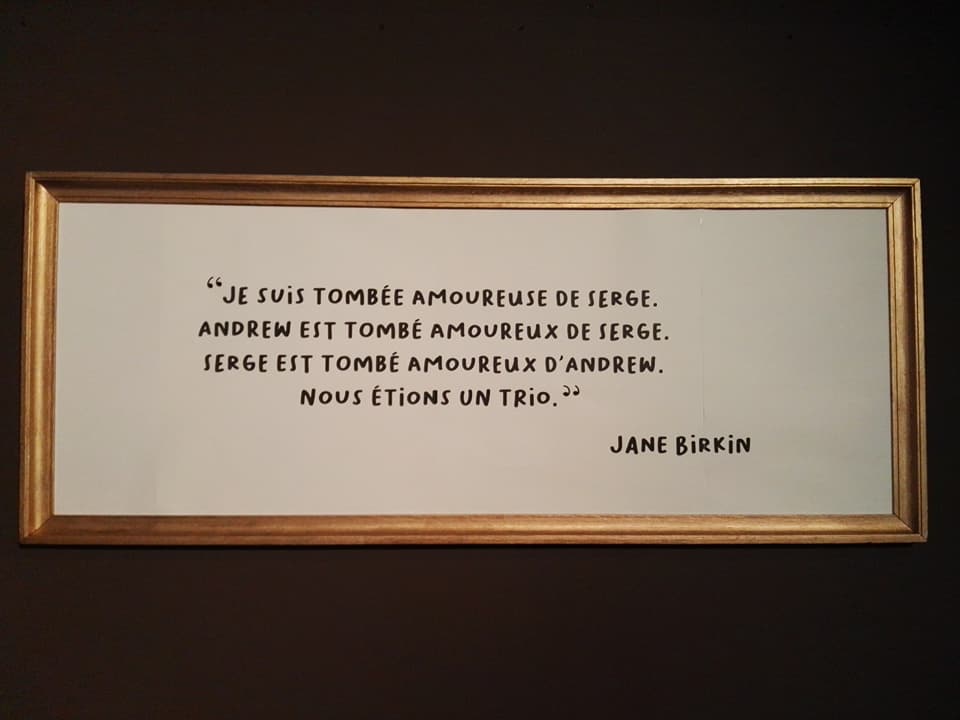 “JE SUiS TOMBÉE AMOUREUSE DE SERGE.
ANDREW EST TOMBÉ AMOUREUX DE SERGE.
SERGE EST TOMBÉ AMOUREUX D’ANDREW.
NOUS ÉTiONS UN TRiO.”
JANE BiRKiN